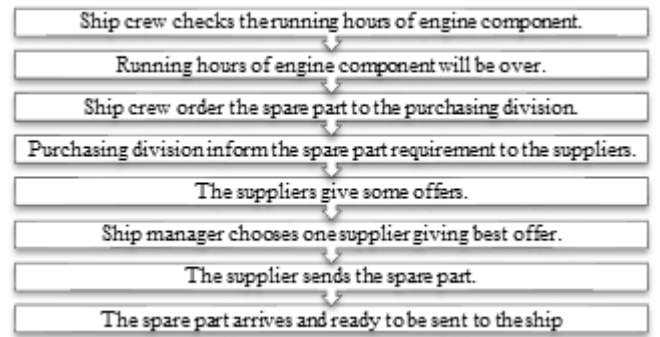 Ship crew checks the running hours of engine component.
Running hours of engine component will be over.
Ship crew order the spare part to the purchasing division.
Purchasing division inform the spare part requirement to the suppliers.
The suppliers give some offers.
Ship manager chooses one supplier giving best offer.
The supplier sends the spare part.
The spare part arrives and ready to be sent to the ship